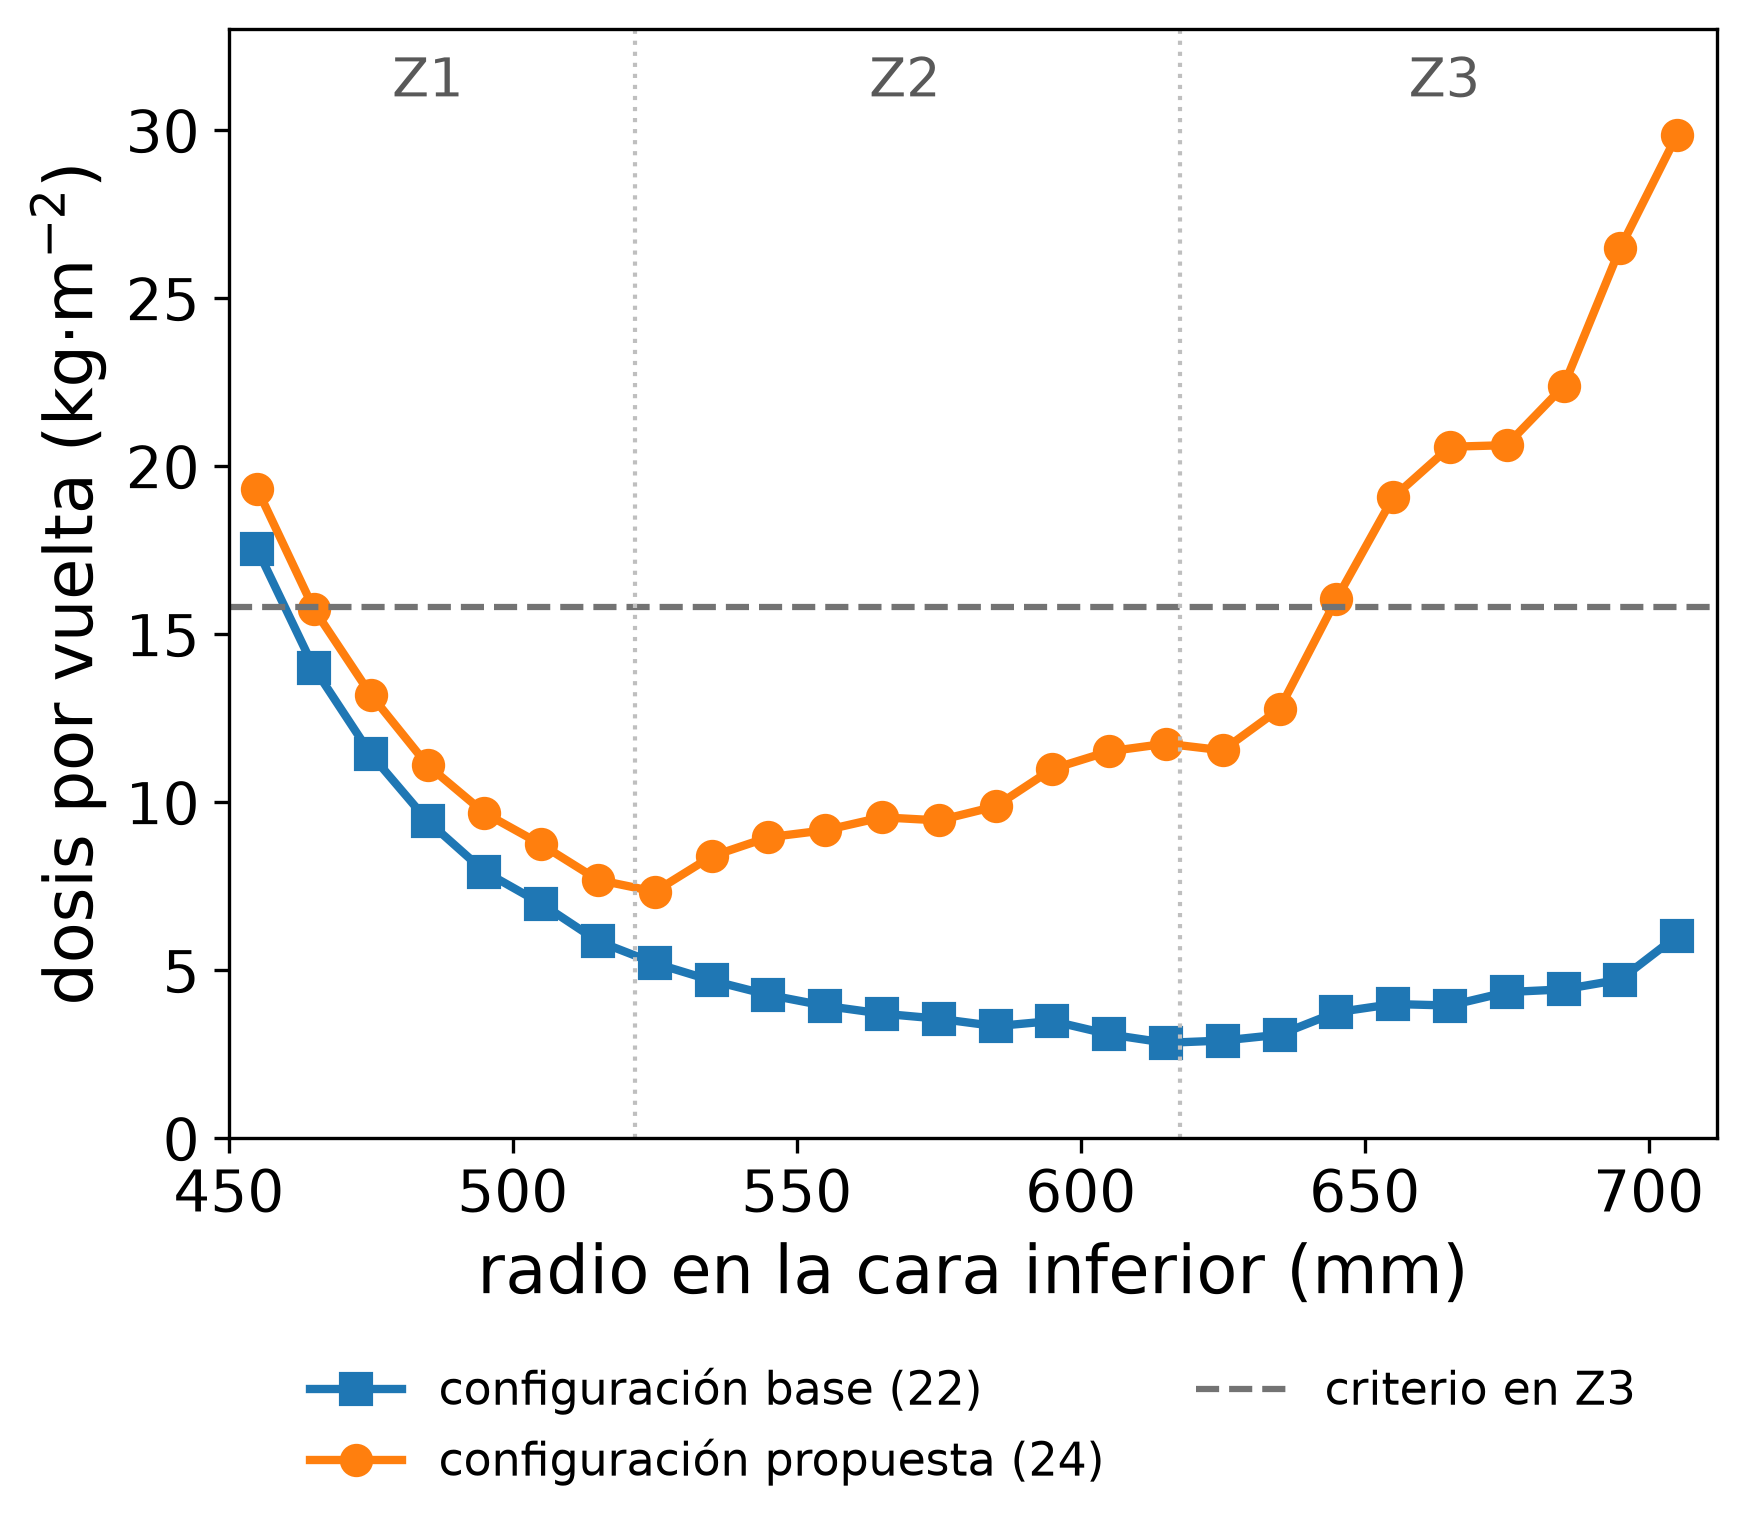 Z1 Z2 Z3
dosis por vuelta (kg·m⁻²)
30
25
20
15
10
5
0
450 500 550 600 650 700
radio en la cara inferior (mm)
configuración base (22)
configuración propuesta (24)
criterio en Z3